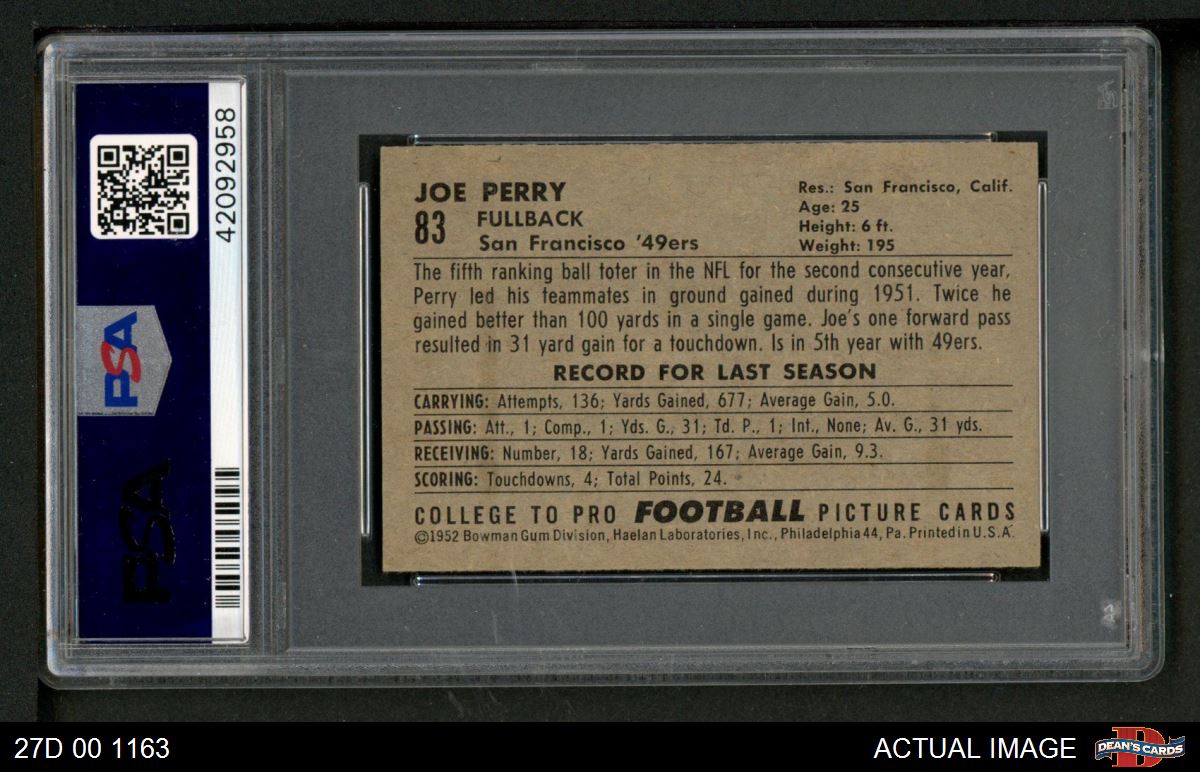 42092958
PSA
PSA
JOE PERRY
83 FULLBACK
San Francisco '49ers
Res.: San Francisco, Calif.
Age: 25
Height: 6 ft.
Weight: 195
The fifth ranking ball toter in the NFL for the second consecutive year,
Perry led his teammates in ground gained during 1951. Twice he
gained better than 100 yards in a single game. Joe's one forward pass
resulted in 31 yard gain for a touchdown. Is in 5th year with 49ers.
RECORD FOR LAST SEASON
CARRYING: Attempts, 136; Yards Gained, 677; Average Gain, 5.0.
PASSING: Att., 1; Comp., 1; Yds. G., 31; Td. P., 1; Int., None; Av. G., 31 yds.
RECEIVING: Number, 18; Yards Gained, 167; Average Gain, 9.3.
SCORING: Touchdowns, 4; Total Points, 24.
COLLEGE TO PRO FOOTBALL PICTURE CARDS
©1952 Bowman Gum Division, Haelan Laboratories, Inc., Philadelphia 44, Pa. Printed in U.S.A.
27D 00 1163
ACTUAL IMAGE
DEAN'S CARDS